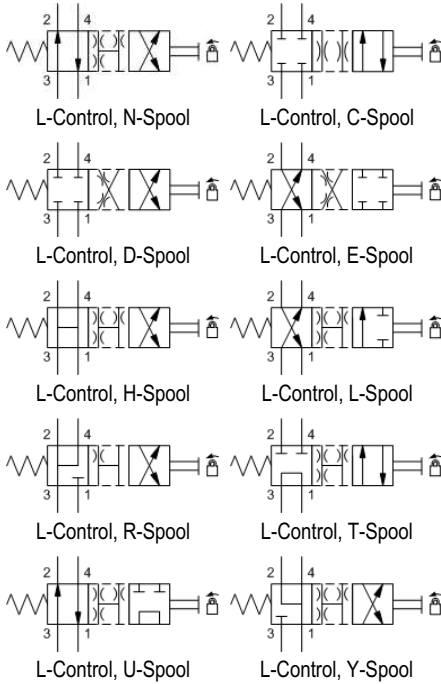 2 4 2 4
3 1 3 1
L-Control, N-Spool L-Control, C-Spool
2 4 2 4
3 1 3 1
L-Control, D-Spool L-Control, E-Spool
2 4 2 4
3 1 3 1
L-Control, H-Spool L-Control, L-Spool
2 4 2 4
3 1 3 1
L-Control, R-Spool L-Control, T-Spool
2 4 2 4
3 1 3 1
L-Control, U-Spool L-Control, Y-Spool